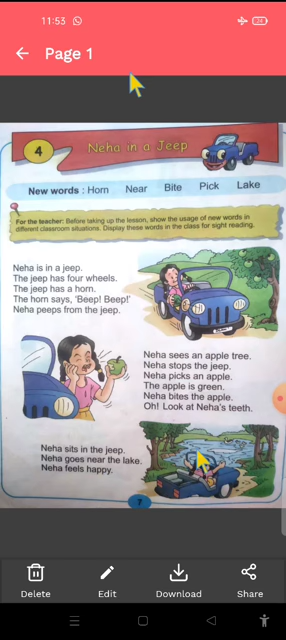 11:53
Page 1
4
Neha in a Jeep
New words : Horn Near Bite Pick Lake
For the teacher: Before taking up the lesson, show the usage of new words in
different classroom situations. Display these words in the class for sight reading.
Neha is in a jeep.
The jeep has four wheels.
The jeep has a horn.
The horn says, 'Beep! Beep!'
Neha peeps from the jeep.
Neha sees an apple tree.
Neha stops the jeep.
Neha picks an apple.
The apple is green.
Neha bites the apple.
Oh! Look at Neha's teeth.
Neha sits in the jeep.
Neha goes near the lake.
Neha feels happy.
7
Delete Edit Download Share